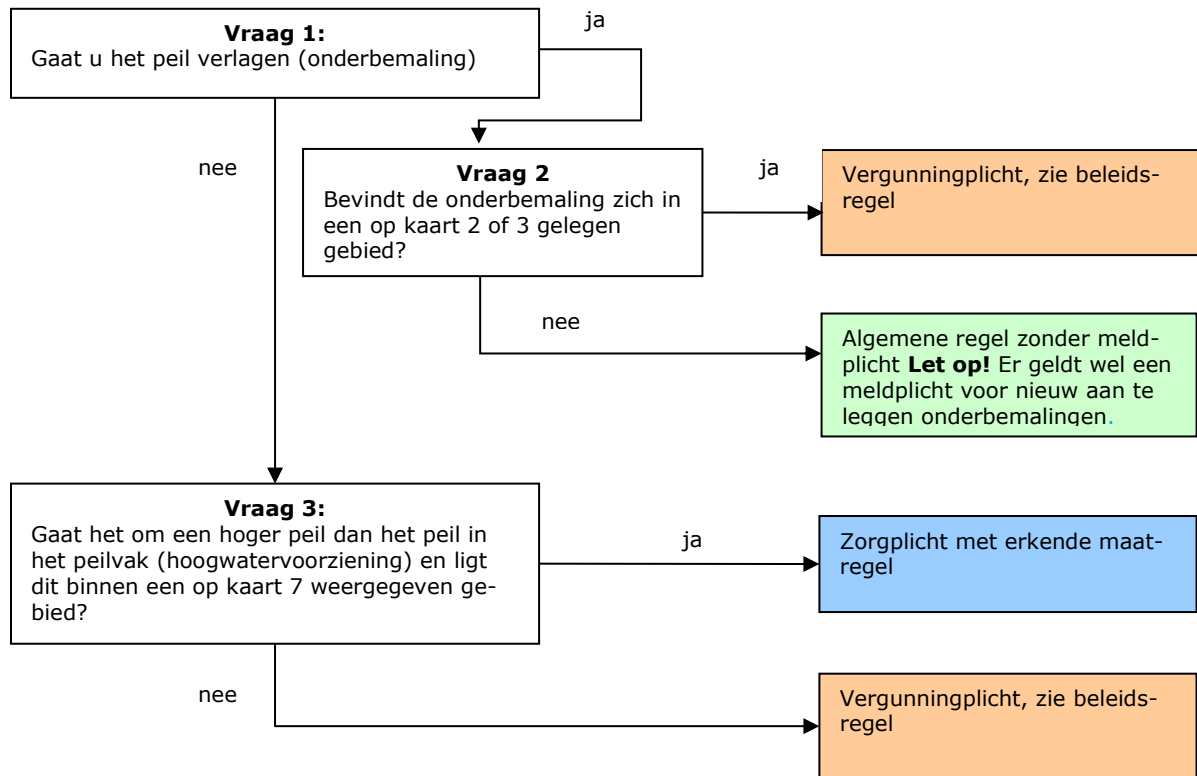 Vraag 1:
Gaat u het peil verlagen (onderbemaling)
ja
nee
Vraag 2
Bevindt de onderbemaling zich in
een op kaart 2 of 3 gelegen
gebied?
ja
Vergunningplicht, zie beleids-
regel
nee
Algemene regel zonder meld-
plicht Let op! Er geldt wel een
meldplicht voor nieuw aan te
leggen onderbemalingen.
Vraag 3:
Gaat het om een hoger peil dan het peil in
het peilvak (hoogwatervoorziening) en ligt
dit binnen een op kaart 7 weergegeven ge-
bied?
ja
Zorgplicht met erkende maat-
regel
nee
Vergunningplicht, zie beleids-
regel